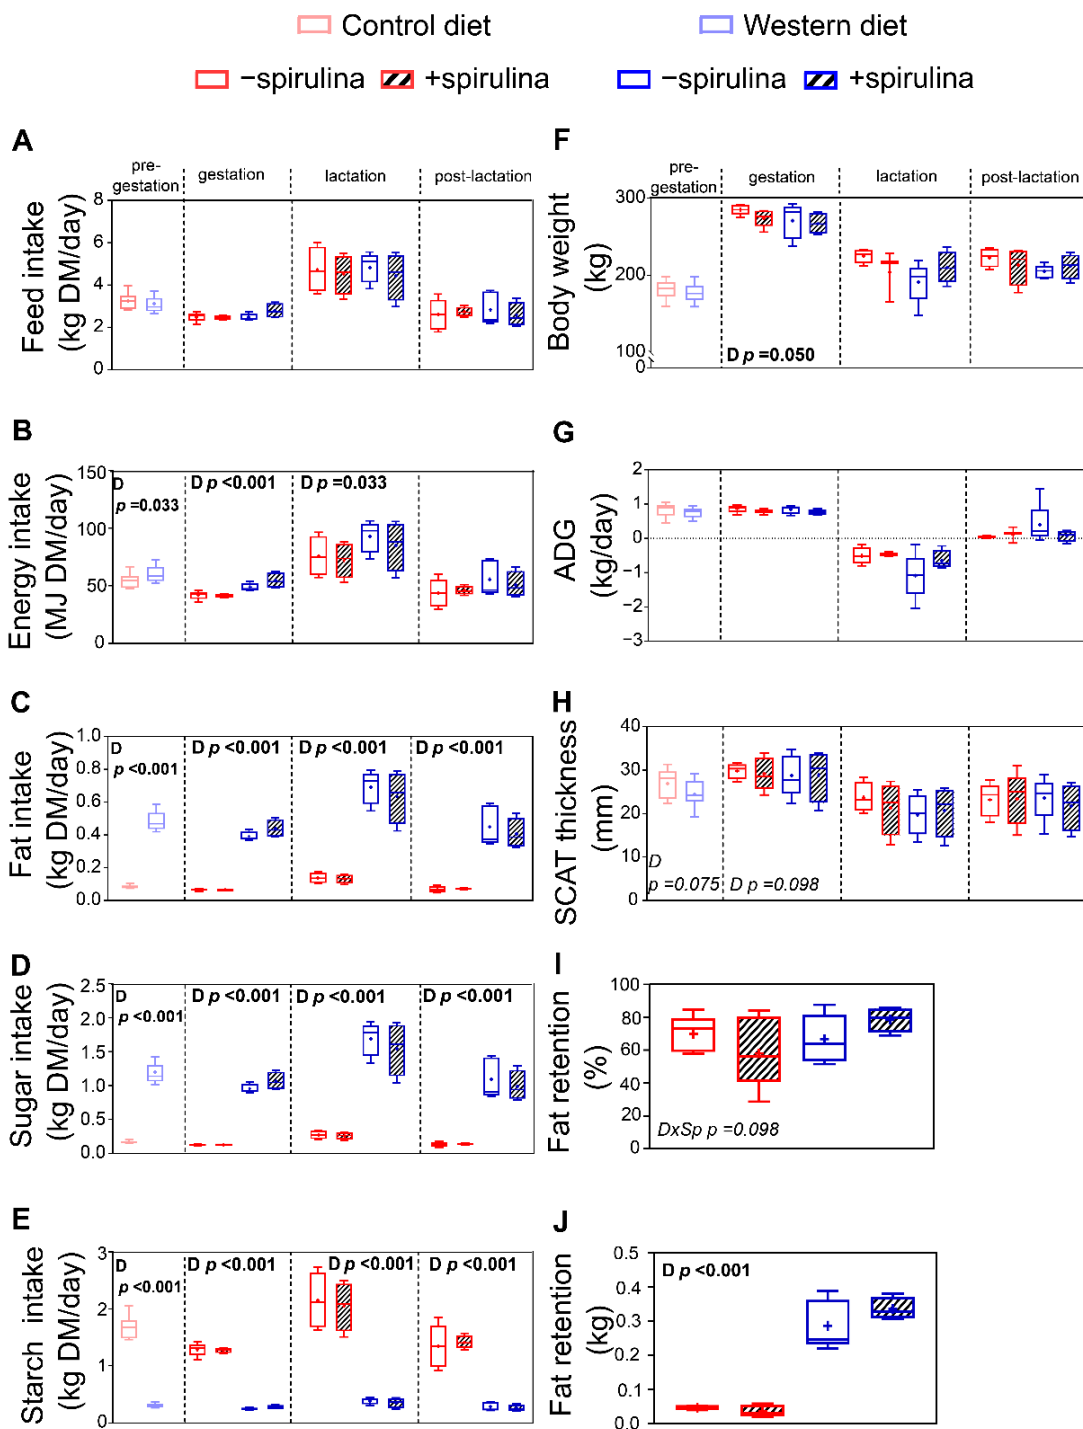 Control diet
Western diet
−spirulina
+spirulina
−spirulina
+spirulina
A
pre-
gestation
gestation
lactation
post-lactation
Feed intake
(kg DM/day)
8
6
4
2
0
B
Energy intake
(MJ DM/day)
150
100
50
0
D
p =0.033
D p <0.001
D p =0.033
C
Fat intake
(kg DM/day)
1.0
0.8
0.6
0.4
0.2
0.0
D
p <0.001
D p <0.001
D p <0.001
D p <0.001
D
Sugar intake
(kg DM/day)
2.5
2.0
1.5
1.0
0.5
0.0
D
p <0.001
D p <0.001
D p <0.001
D p <0.001
E
Starch intake
(kg DM/day)
3
2
1
0
D
p <0.001
D p <0.001
D p <0.001
D p <0.001
F
pre-
gestation
gestation
lactation
post-lactation
Body weight
(kg)
300
200
100
0
D p =0.050
G
ADG
(kg/day)
2
1
0
−1
−2
−3
H
SCAT thickness
(mm)
40
30
20
10
0
D
p =0.075
D p =0.098
I
Fat retention
(%)
100
80
60
40
20
0
DxSp p =0.098
J
Fat retention
(kg)
0.5
0.4
0.3
0.2
0.1
0.0
D p <0.001